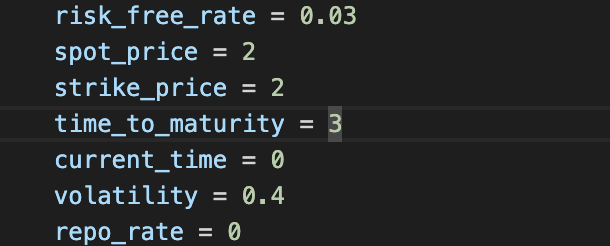 risk_free_rate = 0.03
spot_price = 2
strike_price = 2
time_to_maturity = 3
current_time = 0
volatility = 0.4
repo_rate = 0